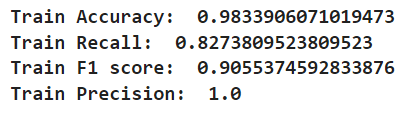 Train Accuracy:  0.9833906071019473
Train Recall:  0.8273809523809523
Train F1 score:  0.9055374592833876
Train Precision:  1.0